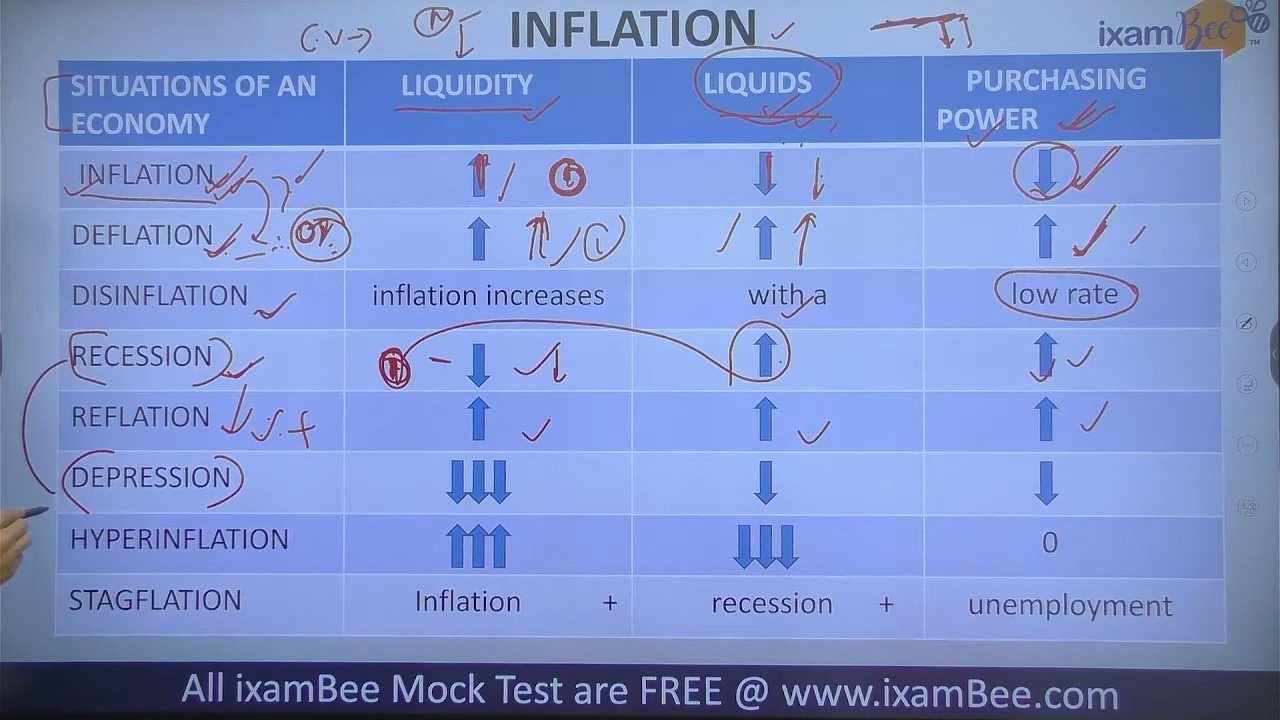 INFLATION
ixamBee™
SITUATIONS OF AN ECONOMY LIQUIDITY LIQUIDS PURCHASING POWER
INFLATION
DEFLATION
DISINFLATION inflation increases with a low rate
RECESSION
REFLATION
DEPRESSION
HYPERINFLATION 0
STAGFLATION Inflation + recession + unemployment
All ixamBee Mock Test are FREE @ www.ixamBee.com